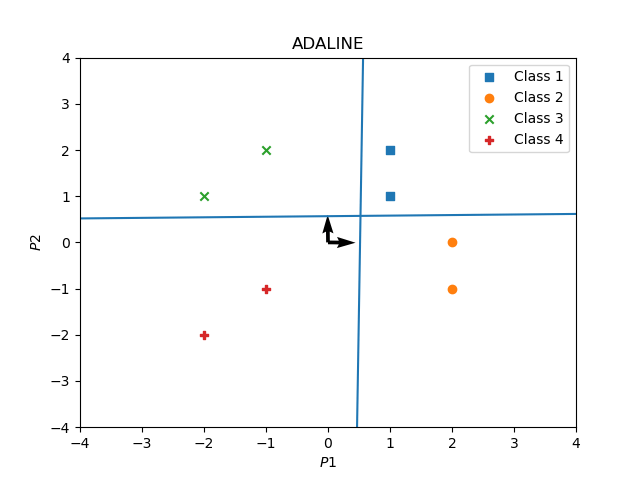 ADALINE
4
3
2
1
0
−1
−2
−3
−4
P2
−4 −3 −2 −1 0 1 2 3 4
P1
Class 1
Class 2
Class 3
Class 4